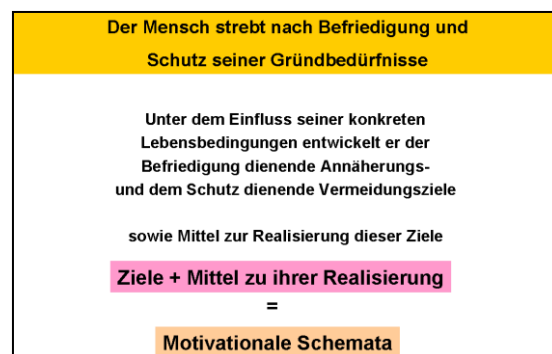 Der Mensch strebt nach Befriedigung und
Schutz seiner Gründbedürfnisse
Unter dem Einfluss seiner konkreten
Lebensbedingungen entwickelt er der
Befriedigung dienende Annäherungs-
und dem Schutz dienende Vermeidungsziele
sowie Mittel zur Realisierung dieser Ziele
Ziele + Mittel zu ihrer Realisierung
=
Motivationale Schemata